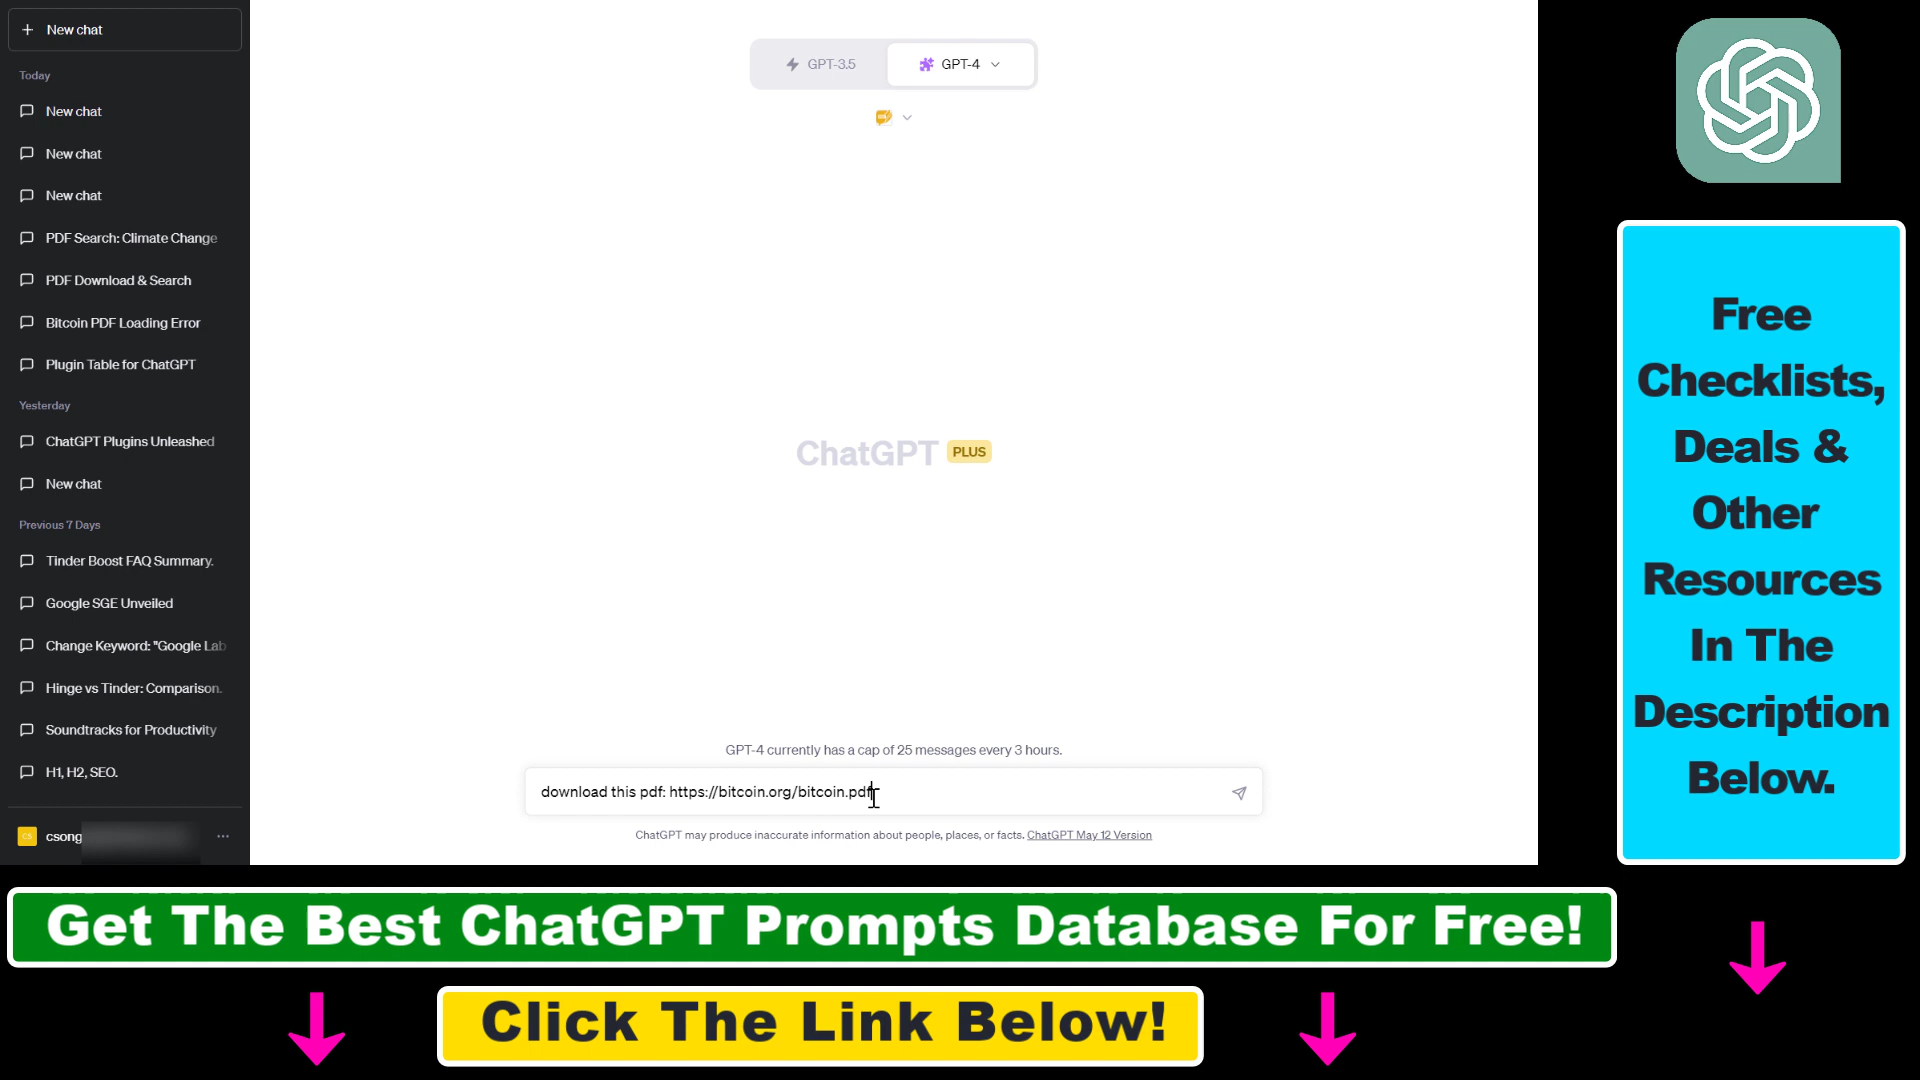 New chat
Today
New chat
New chat
New chat
PDF Search: Climate Change
PDF Download & Search
Bitcoin PDF Loading Error
Plugin Table for ChatGPT
Yesterday
ChatGPT Plugins Unleashed
New chat
Previous 7 Days
Tinder Boost FAQ Summary.
Google SGE Unveiled
Change Keyword: "Google Lab
Hinge vs Tinder: Comparison.
Soundtracks for Productivity
H1, H2, SEO.
CS csong
GPT-3.5
GPT-4
ChatGPT PLUS
GPT-4 currently has a cap of 25 messages every 3 hours.
download this pdf: https://bitcoin.org/bitcoin.pdf
ChatGPT may produce inaccurate information about people, places, or facts. ChatGPT May 12 Version
Free
Checklists,
Deals &
Other
Resources
In The
Description
Below.
Get The Best ChatGPT Prompts Database For Free!
Click The Link Below!